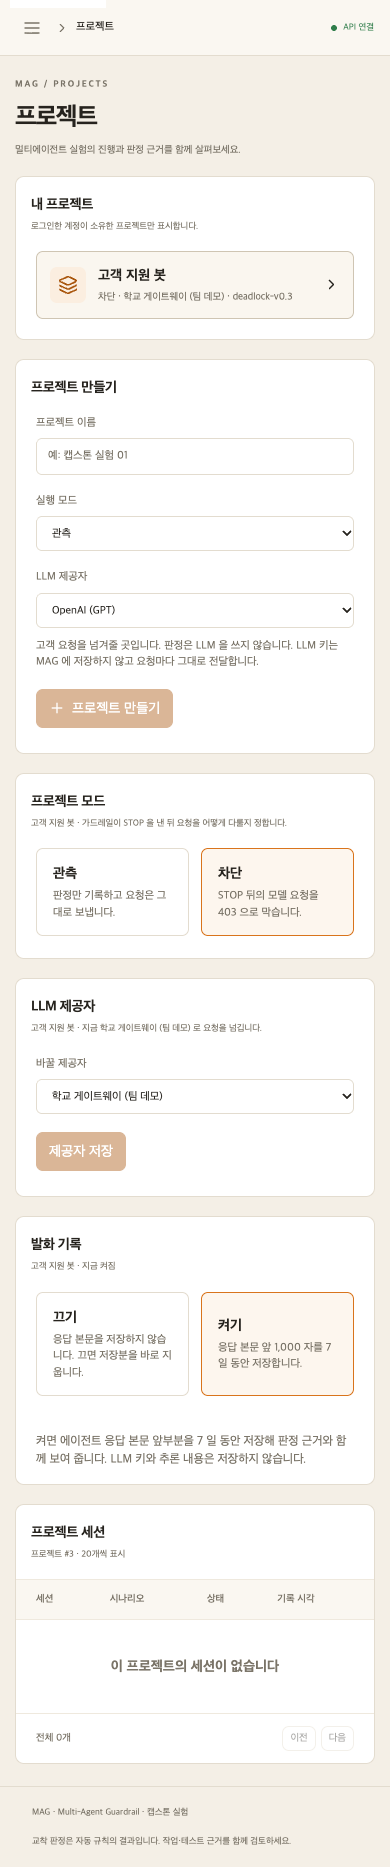 프로젝트
API 연결
MAG / PROJECTS
프로젝트
멀티에이전트 실험의 진행과 판정 근거를 함께 살펴보세요.
내 프로젝트
로그인한 계정이 소유한 프로젝트만 표시합니다.
고객 지원 봇
차단 · 학교 게이트웨이 (팀 데모) · deadlock-v0.3
프로젝트 만들기
프로젝트 이름
예: 캡스톤 실험 01
실행 모드
관측
LLM 제공자
OpenAI (GPT)
고객 요청을 넘겨줄 곳입니다. 판정은 LLM 을 쓰지 않습니다. LLM 키는
MAG 에 저장하지 않고 요청마다 그대로 전달합니다.
프로젝트 만들기
프로젝트 모드
고객 지원 봇 · 가드레일이 STOP 을 낸 뒤 요청을 어떻게 다룰지 정합니다.
관측
판정만 기록하고 요청은 그
대로 보냅니다.
차단
STOP 뒤의 모델 요청을
403 으로 막습니다.
LLM 제공자
고객 지원 봇 · 지금 학교 게이트웨이 (팀 데모) 로 요청을 넘깁니다.
바꿀 제공자
학교 게이트웨이 (팀 데모)
제공자 저장
발화 기록
고객 지원 봇 · 지금 켜짐
끄기
응답 본문을 저장하지 않습
니다. 끄면 저장분을 바로 지
웁니다.
켜기
응답 본문 앞 1,000 자를 7
일 동안 저장합니다.
켜면 에이전트 응답 본문 앞부분을 7 일 동안 저장해 판정 근거와 함
께 보여 줍니다. LLM 키와 추론 내용은 저장하지 않습니다.
프로젝트 세션
프로젝트 #3 · 20개씩 표시
세션 시나리오 상태 기록 시각
이 프로젝트의 세션이 없습니다
전체 0개 이전 다음
MAG · Multi-Agent Guardrail · 캡스톤 실험
교착 판정은 자동 규칙의 결과입니다. 작업·테스트 근거를 함께 검토하세요.